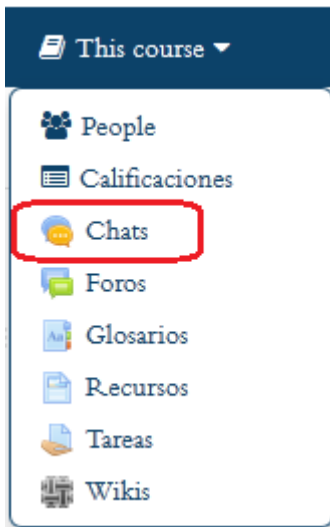 This course
People
Calificaciones
Chats
Foros
Glosarios
Recursos
Tareas
Wikis